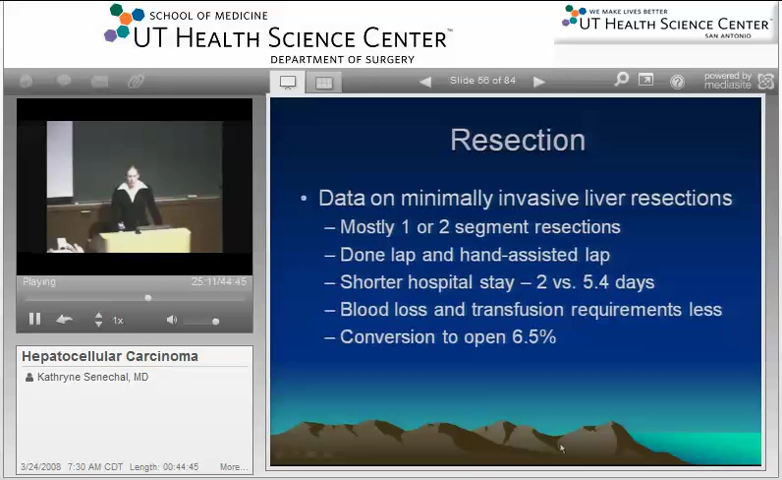 SCHOOL OF MEDICINE
UT HEALTH SCIENCE CENTER™
DEPARTMENT OF SURGERY
WE MAKE LIVES BETTER
UT HEALTH SCIENCE CENTER™
SAN ANTONIO
Slide 56 of 84
powered by
mediasite
Resection
• Data on minimally invasive liver resections
– Mostly 1 or 2 segment resections
– Done lap and hand-assisted lap
– Shorter hospital stay – 2 vs. 5.4 days
– Blood loss and transfusion requirements less
– Conversion to open 6.5%
Playing
25:11/44:45
1x
Hepatocellular Carcinoma
Kathryne Senechal, MD
3/24/2008 7:30 AM CDT Length: 00:44:45 More...